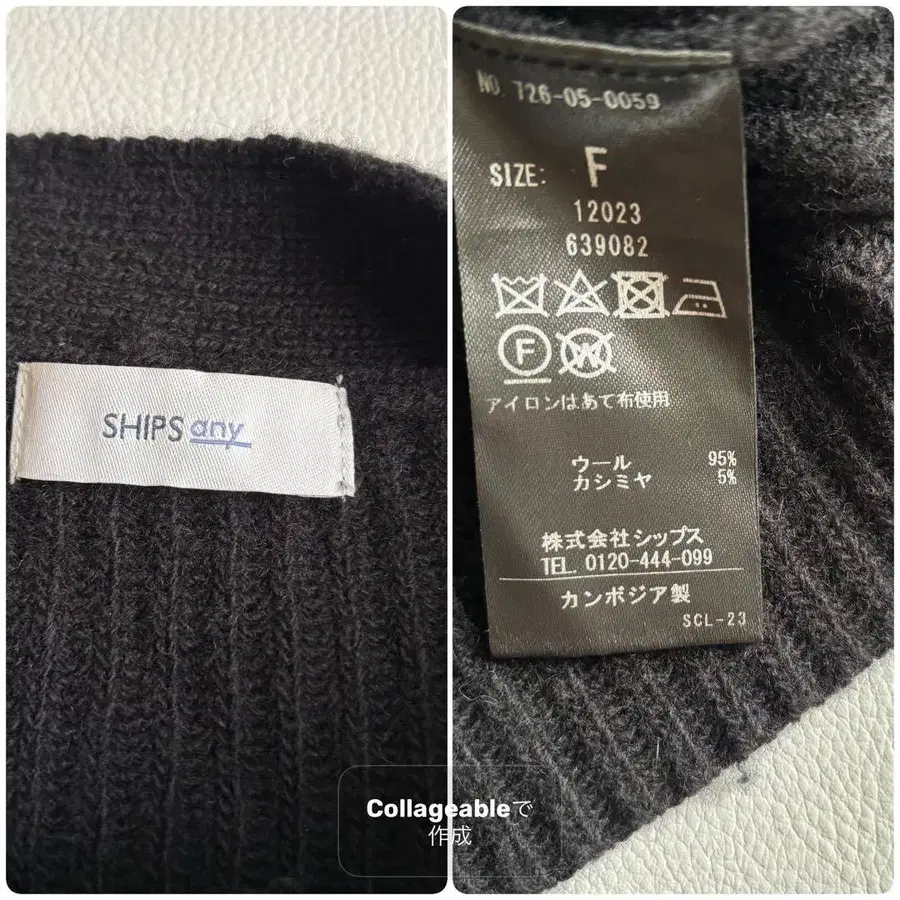 SHIPS any
NO. 726-05-0059
SIZE: F
12023
639082
F W
アイロンはあて布使用
ウール 95%
カシミヤ 5%
株式会社シップス
TEL. 0120-444-099
カンボジア製
SCL-23
Collageableで
作成